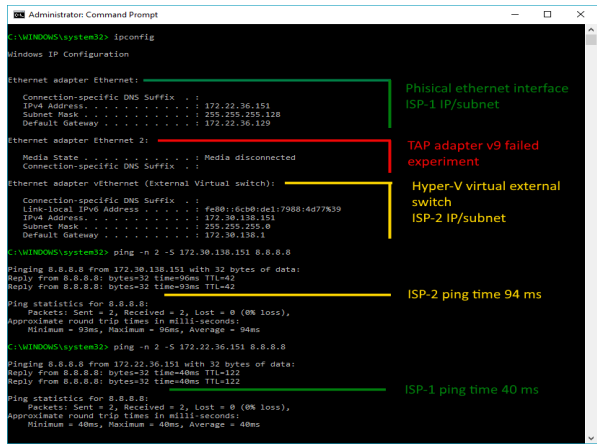 Administrator: Command Prompt
C:\WINDOWS\system32> ipconfig
Windows IP Configuration
Ethernet adapter Ethernet:
Connection-specific DNS Suffix . :
IPv4 Address. . . . . . . . . . . : 172.22.36.151
Subnet Mask . . . . . . . . . . . : 255.255.255.128
Default Gateway . . . . . . . . . : 172.22.36.129
Phisical ethernet interface
ISP-1 IP/subnet
Ethernet adapter Ethernet 2:
Media State . . . . . . . . . . . : Media disconnected
Connection-specific DNS Suffix . :
TAP adapter v9 failed
experiment
Ethernet adapter vEthernet (External Virtual switch):
Connection-specific DNS Suffix . :
Link-local IPv6 Address . . . . . : fe80::6cb0:de1:7988:4d77%39
IPv4 Address. . . . . . . . . . . : 172.30.138.151
Subnet Mask . . . . . . . . . . . : 255.255.255.0
Default Gateway . . . . . . . . . : 172.30.138.1
Hyper-V virtual external
switch
ISP-2 IP/subnet
C:\WINDOWS\system32> ping -n 2 -S 172.30.138.151 8.8.8.8
Pinging 8.8.8.8 from 172.30.138.151 with 32 bytes of data:
Reply from 8.8.8.8: bytes=32 time=96ms TTL=42
Reply from 8.8.8.8: bytes=32 time=93ms TTL=42
Ping statistics for 8.8.8.8:
Packets: Sent = 2, Received = 2, Lost = 0 (0% loss),
Approximate round trip times in milli-seconds:
Minimum = 93ms, Maximum = 96ms, Average = 94ms
ISP-2 ping time 94 ms
C:\WINDOWS\system32> ping -n 2 -S 172.22.36.151 8.8.8.8
Pinging 8.8.8.8 from 172.22.36.151 with 32 bytes of data:
Reply from 8.8.8.8: bytes=32 time=40ms TTL=122
Reply from 8.8.8.8: bytes=32 time=40ms TTL=122
Ping statistics for 8.8.8.8:
Packets: Sent = 2, Received = 2, Lost = 0 (0% loss),
Approximate round trip times in milli-seconds:
Minimum = 40ms, Maximum = 40ms, Average = 40ms
ISP-1 ping time 40 ms